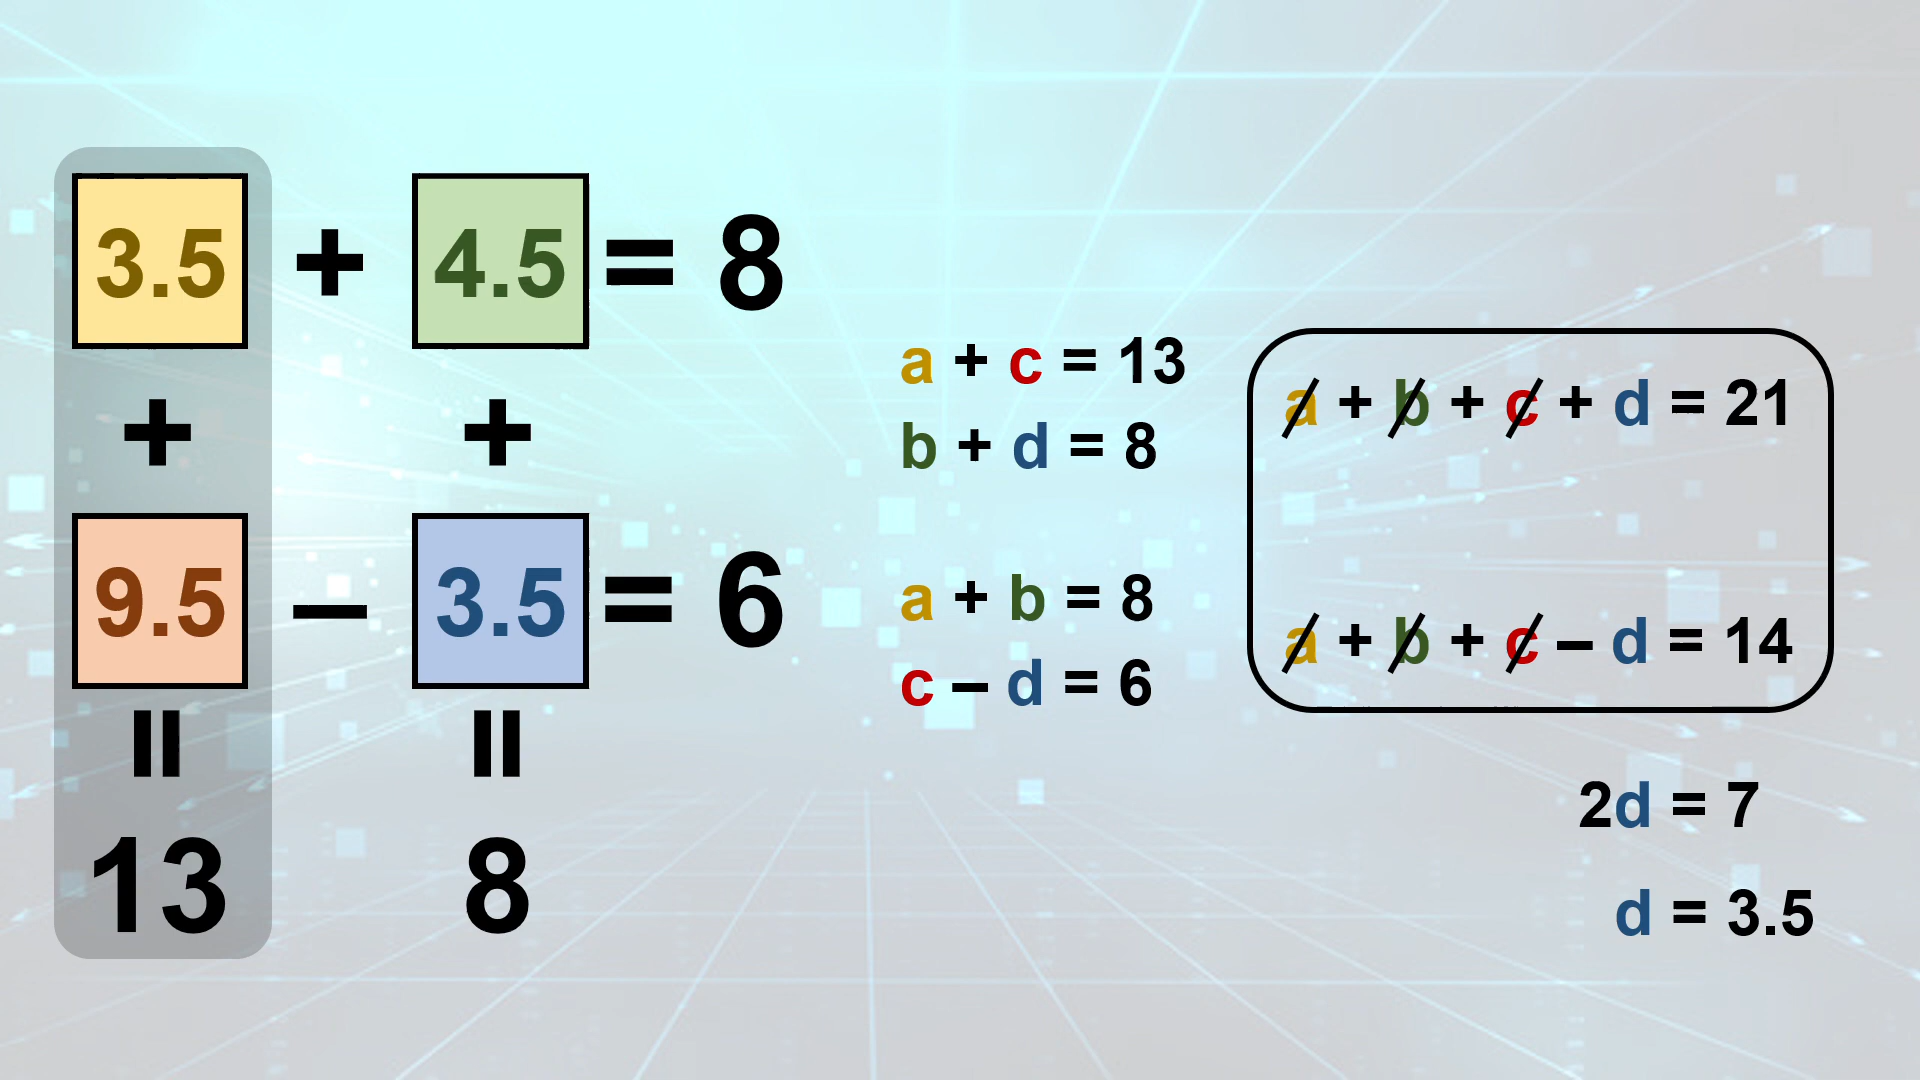 3.5 + 4.5 = 8
+ +
9.5 – 3.5 = 6
= =
13 8
a + c = 13
b + d = 8
a + b = 8
c – d = 6
a + b + c + d = 21
a + b + c – d = 14
2d = 7
d = 3.5